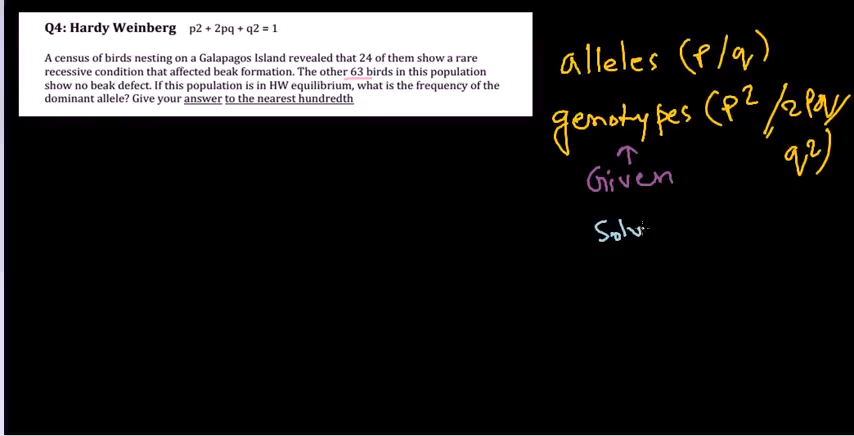 Q4: Hardy Weinberg p2 + 2pq + q2 = 1
A census of birds nesting on a Galapagos Island revealed that 24 of them show a rare
recessive condition that affected beak formation. The other 63 birds in this population
show no beak defect. If this population is in HW equilibrium, what is the frequency of the
dominant allele? Give your answer to the nearest hundredth
alleles (p/q)
genotypes (p²/2pq/
q²)
↑
Given
Solv